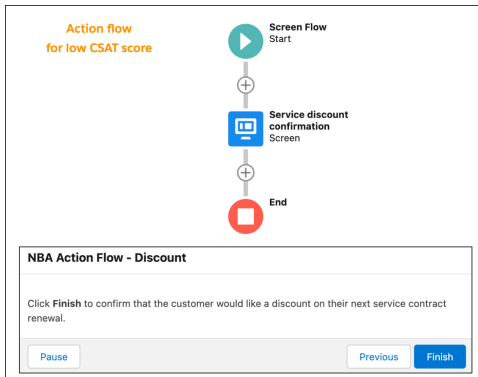 Action flow
for low CSAT score
Screen Flow
Start
Service discount
confirmation
Screen
End
NBA Action Flow - Discount
Click Finish to confirm that the customer would like a discount on their next service contract
renewal.
Pause
Previous
Finish